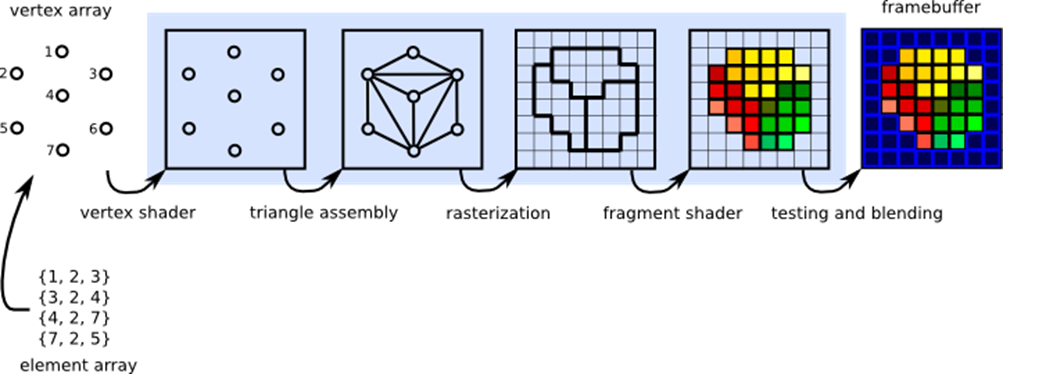 vertex array
framebuffer
1
2
3
4
5
6
7
vertex shader
triangle assembly
rasterization
fragment shader
testing and blending
{1, 2, 3}
{3, 2, 4}
{4, 2, 7}
{7, 2, 5}
element array